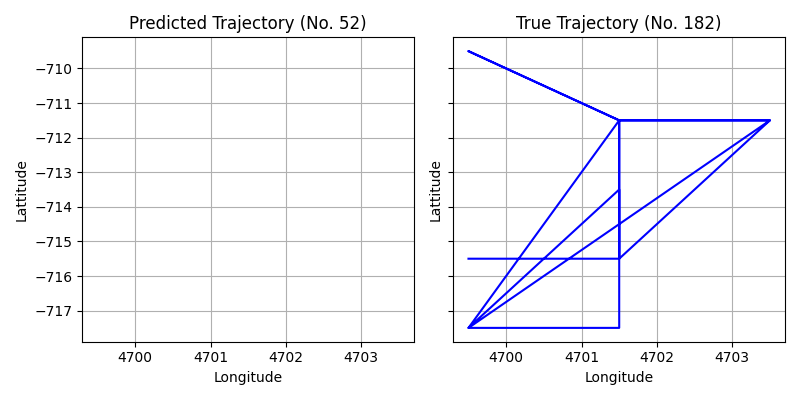 Predicted Trajectory (No. 52)
True Trajectory (No. 182)
Lattitude
−710
−711
−712
−713
−714
−715
−716
−717
4700 4701 4702 4703
Longitude
Lattitude
4700 4701 4702 4703
Longitude